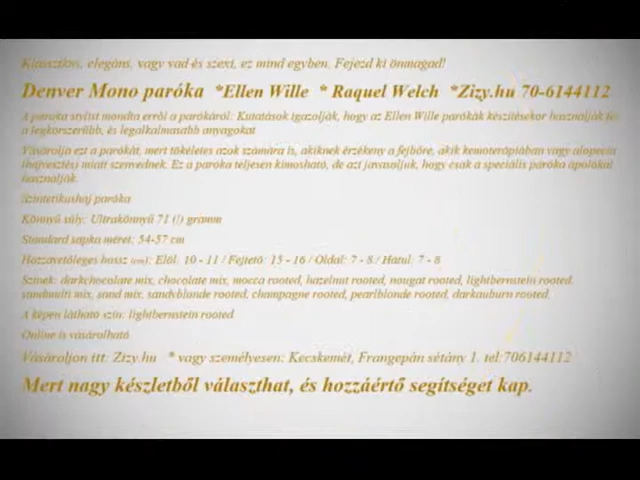 Klasszikus, elegáns, vagy vad és szexi, ez mind egyben. Fejezd ki önmagad!
Denver Mono paróka *Ellen Wille * Raquel Welch *Zizy.hu 70-6144112
A paróka stylist mondta erről a parókáról: Kutatások igazolják, hogy az Ellen Wille parókák készítésekor használják fel
a legkorszerűbb, és legalkalmasabb anyagokat
Vásárolja ezt a parókát, mert tökéletes azok számára is, akiknek érzékeny a fejbőre, akik kemoterápiában vagy alopecia
(hajvesztés) miatt szenvednek. Ez a paróka teljesen kimosható, de azt javasoljuk, hogy csak a speciális paróka ápolókat
használják.
Szintetikushaj paróka
Könnyű súly: Ultrakönnyű 71 (!) gramm
Standard sapka méret: 54-57 cm
Hozzávetőleges hossz (cm): Elöl: 10 - 11 / Fejtető: 15 - 16 / Oldal: 7 - 8 / Hátul: 7 - 8
Színek: darkchocolate mix, chocolate mix, mocca rooted, hazelnut rooted, nougat rooted, lightbernstein rooted,
sandmulti mix, sand mix, sandyblonde rooted, champagne rooted, pearlblonde rooted, darkauburn rooted,
A képen látható szín: lightbernstein rooted
Online is vásárolható
Vásároljon itt: Zizy.hu * vagy személyesen: Kecskemét, Frangepán sétány 1. tel:706144112
Mert nagy készletből választhat, és hozzáértő segítséget kap.